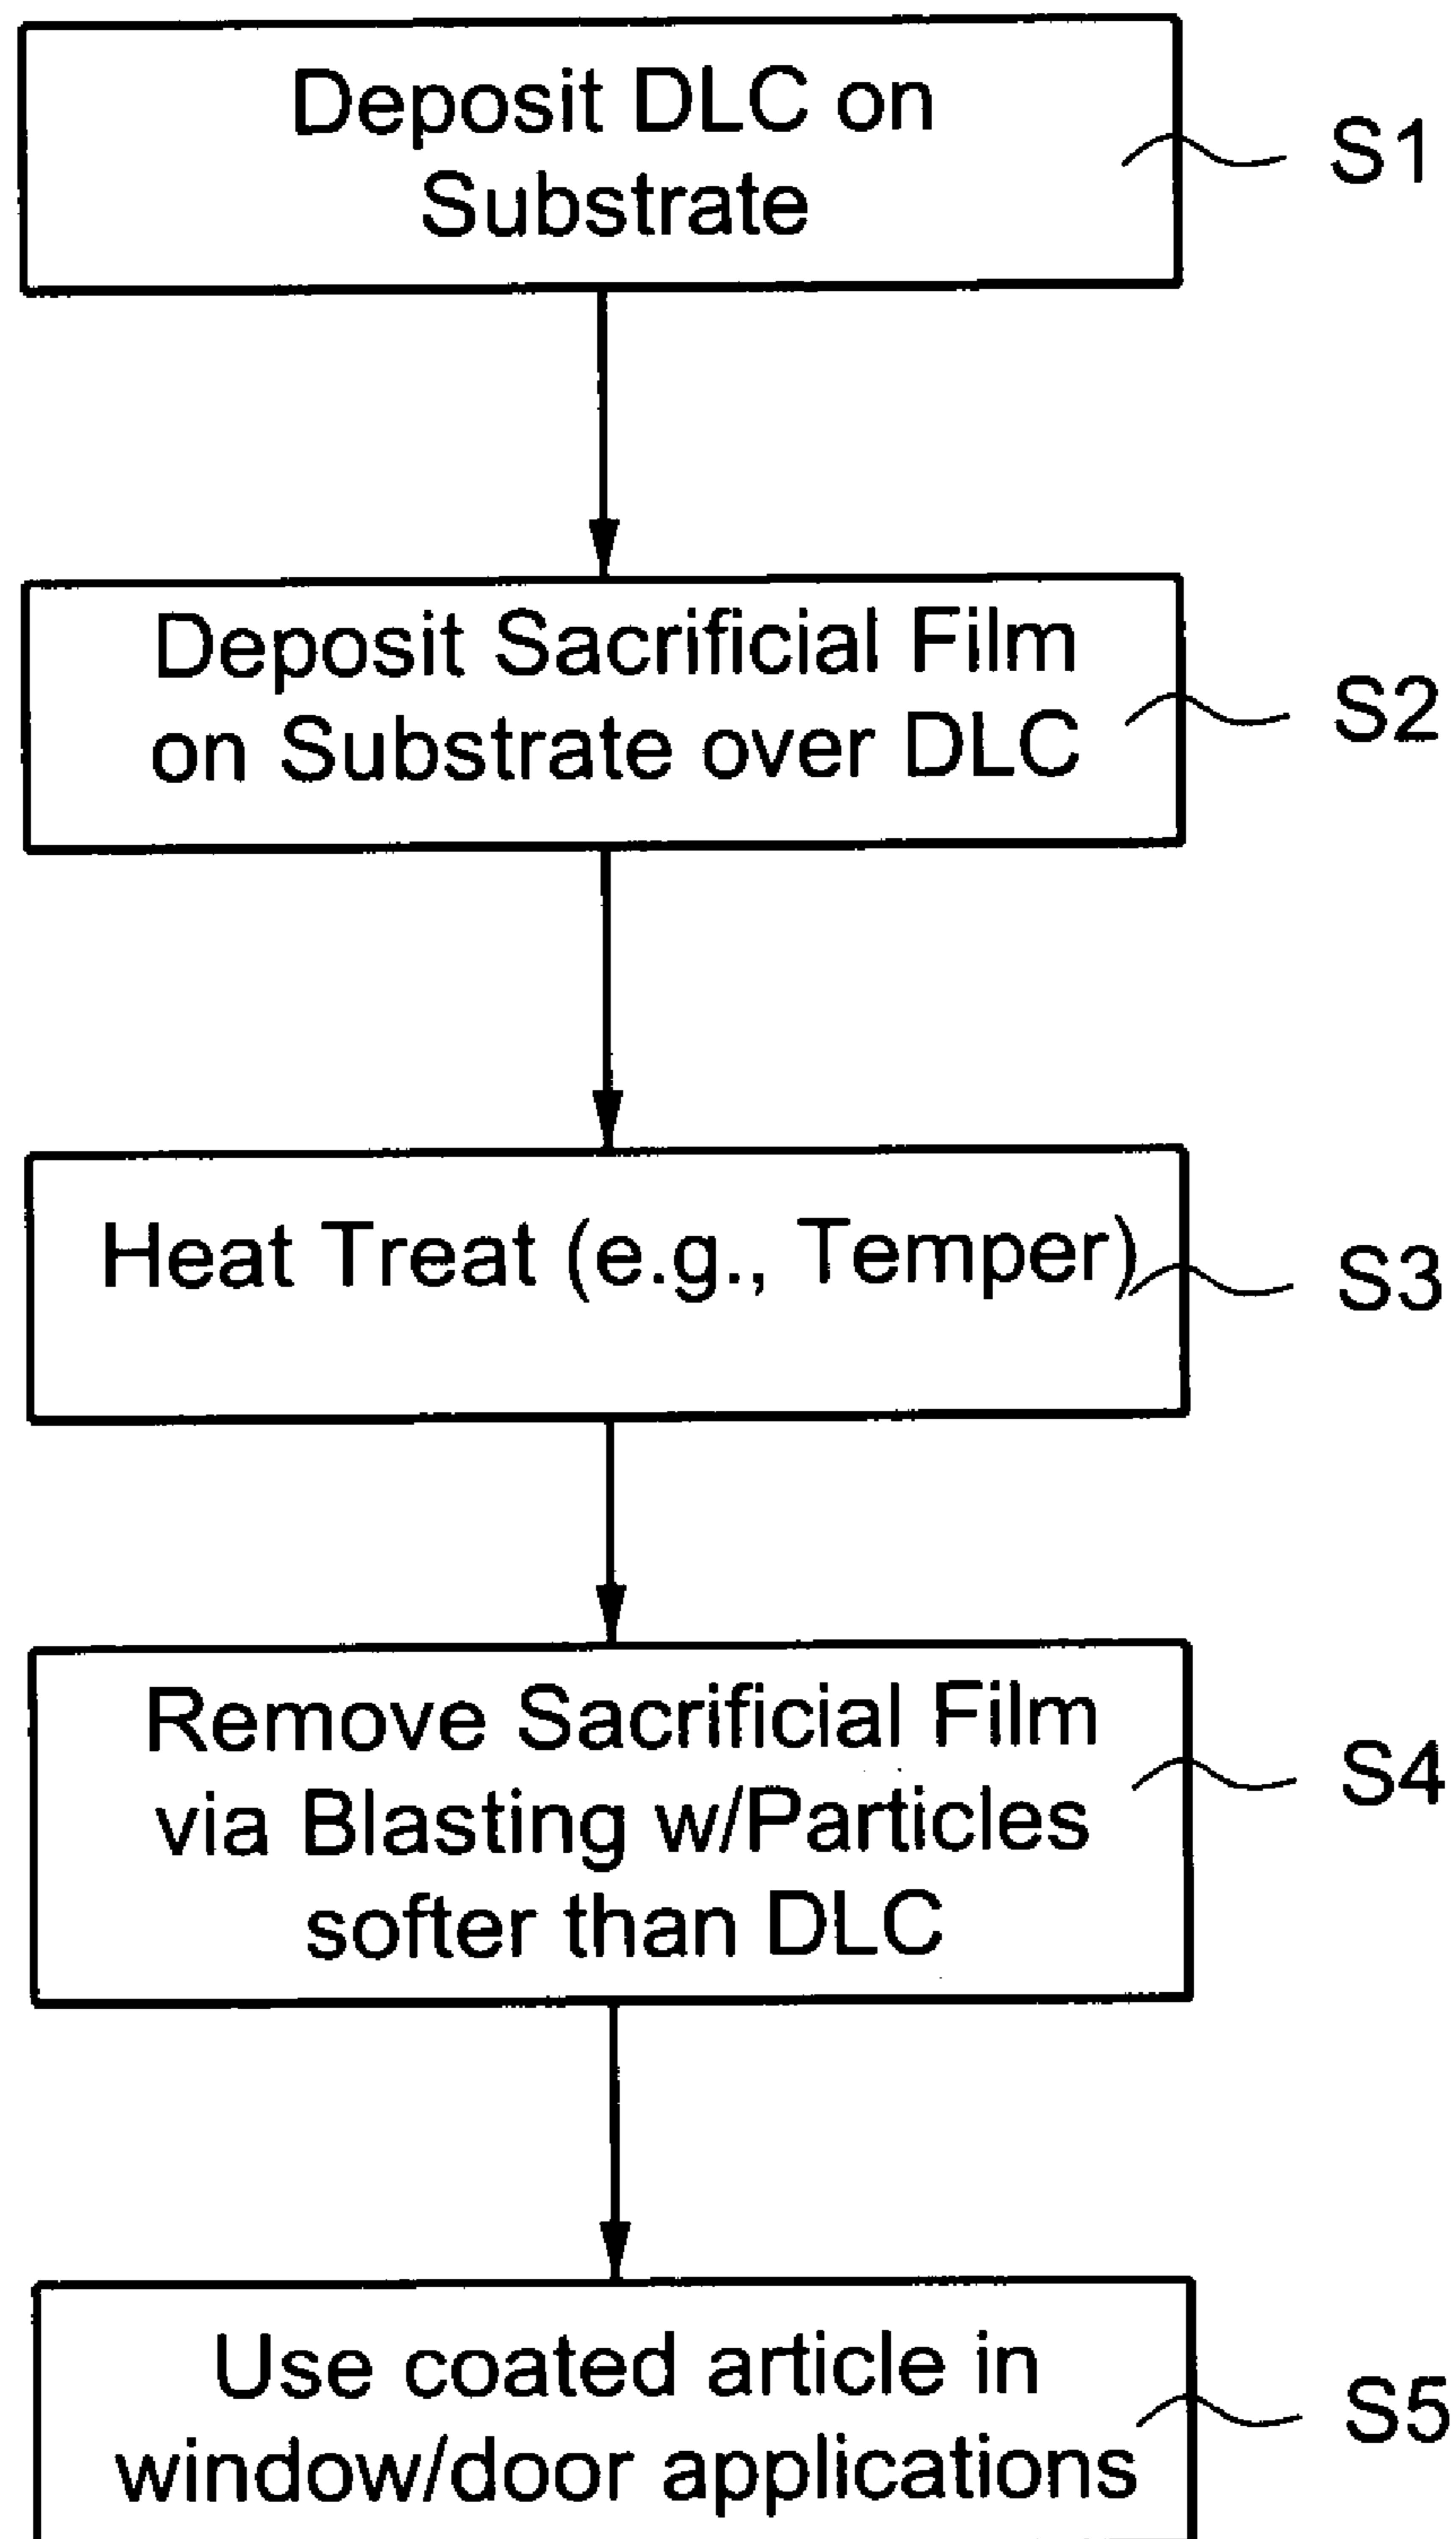 Deposit DLC on
Substrate
S1
Deposit Sacrificial Film
on Substrate over DLC
S2
Heat Treat (e.g., Temper)
S3
Remove Sacrificial Film
via Blasting w/Particles
softer than DLC
S4
Use coated article in
window/door applications
S5